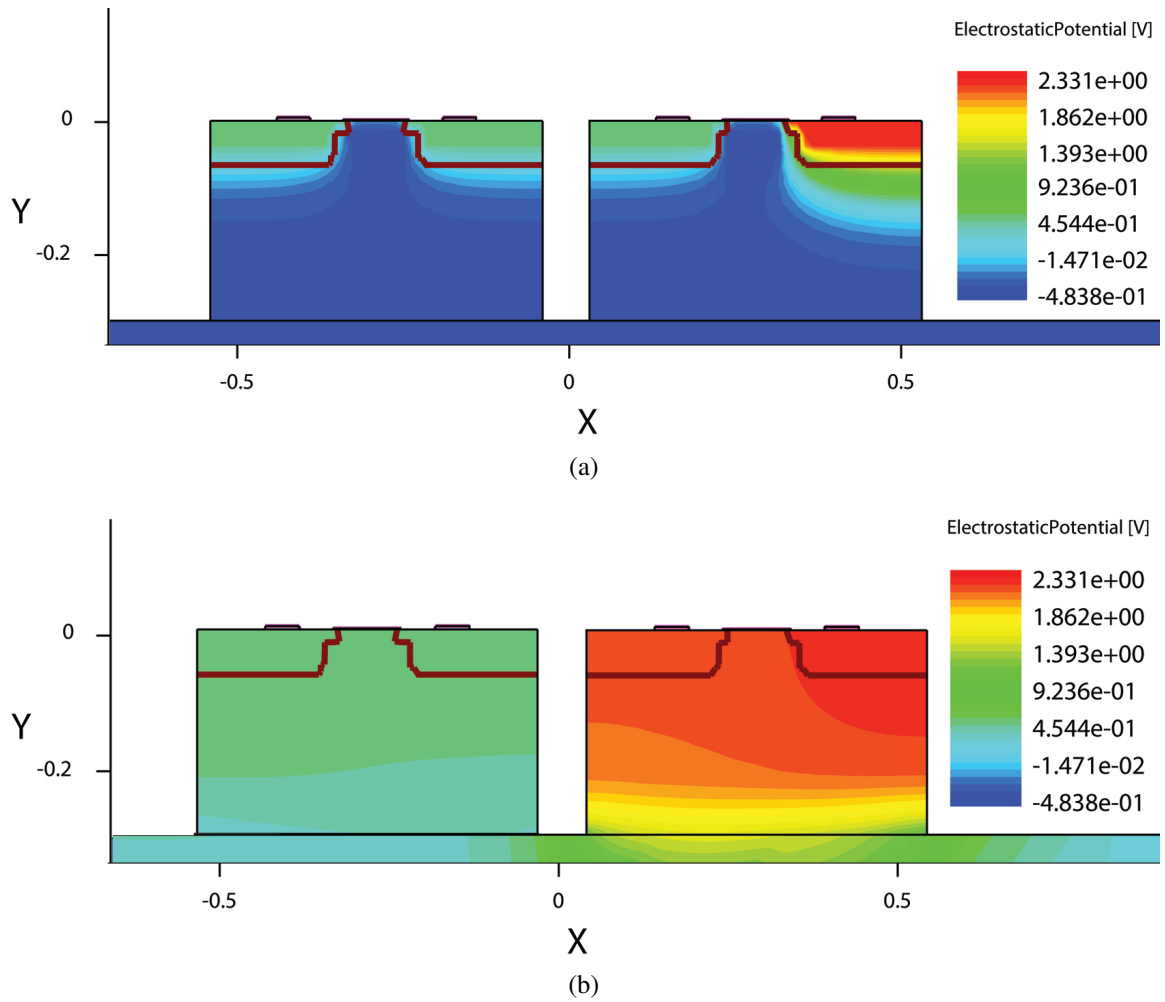 ElectrostaticPotential [V]
2.331e+00
1.862e+00
1.393e+00
9.236e-01
4.544e-01
-1.471e-02
-4.838e-01
0
Y
-0.2
-0.5
0
0.5
X
(a)
ElectrostaticPotential [V]
2.331e+00
1.862e+00
1.393e+00
9.236e-01
4.544e-01
-1.471e-02
-4.838e-01
0
Y
-0.2
-0.5
0
0.5
X
(b)